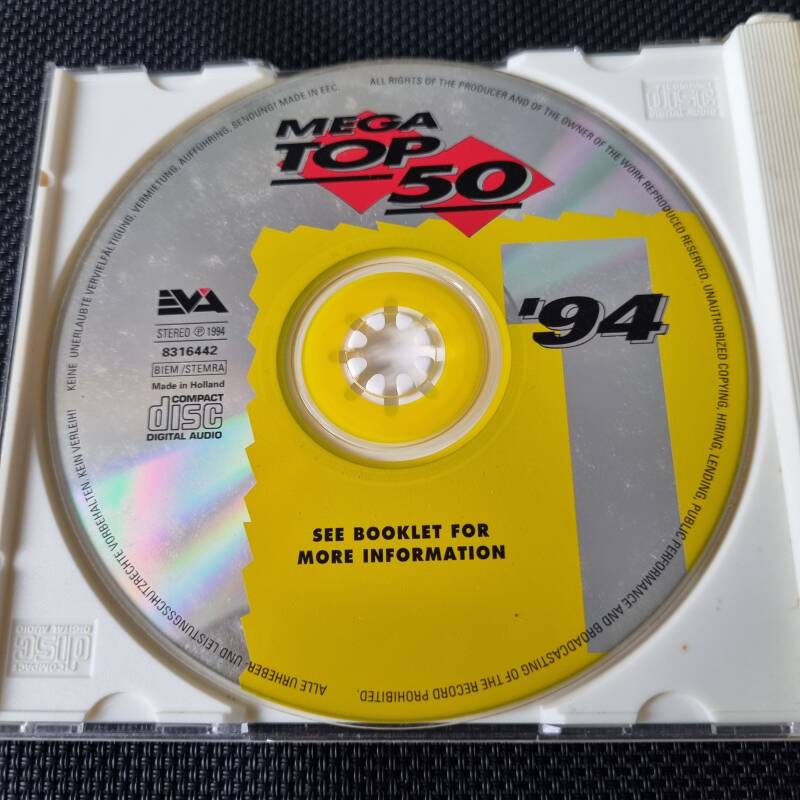 MEGA
TOP
50
'94
EVA
STEREO Ⓟ 1994
8316442
BIEM/STEMRA
Made in Holland
COMPACT
disc
DIGITAL AUDIO
SEE BOOKLET FOR
MORE INFORMATION
ALL RIGHTS OF THE PRODUCER AND OF THE OWNER OF THE WORK REPRODUCED RESERVED. UNAUTHORIZED COPYING, HIRING, LENDING, PUBLIC PERFORMANCE AND BROADCASTING OF THE RECORD PROHIBITED.
ALLE URHEBER- UND LEISTUNGSSCHUTZRECHTE VORBEHALTEN. KEIN VERLEIH! KEINE UNERLAUBTE VERVIELFÄLTIGUNG, VERMIETUNG, AUFFÜHRUNG, SENDUNG! MADE IN EEC.
COMPACT
disc
DIGITAL AUDIO
COMPACT
disc
DIGITAL AUDIO